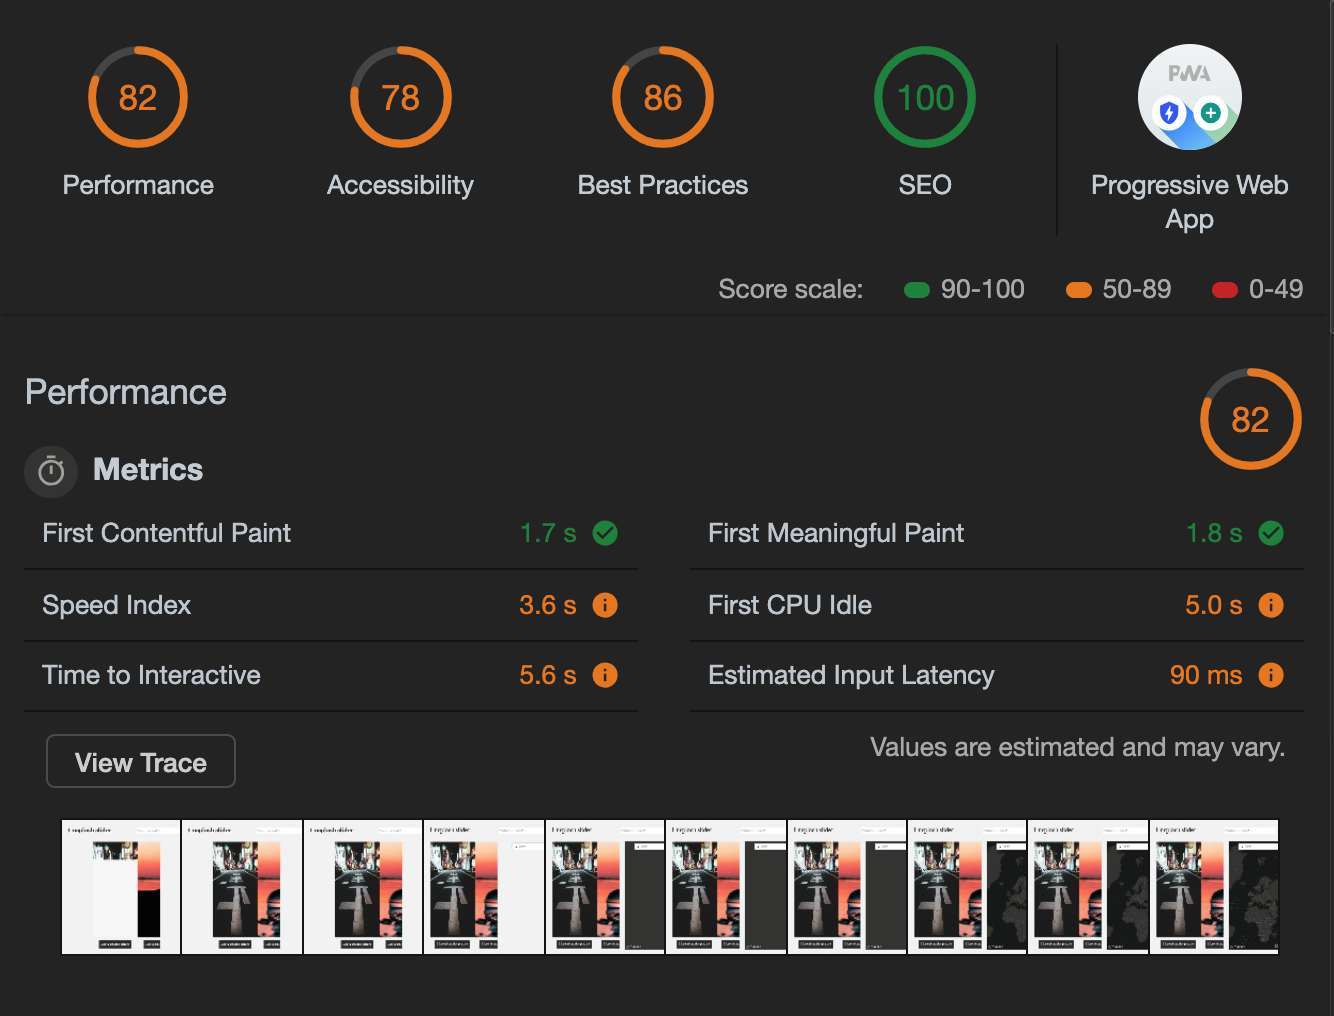 82
78
86
100
PWA
Performance
Accessibility
Best Practices
SEO
Progressive Web
App
Score scale:
90-100
50-89
0-49
Performance
82
Metrics
First Contentful Paint
1.7 s
First Meaningful Paint
1.8 s
Speed Index
3.6 s
First CPU Idle
5.0 s
Time to Interactive
5.6 s
Estimated Input Latency
90 ms
View Trace
Values are estimated and may vary.